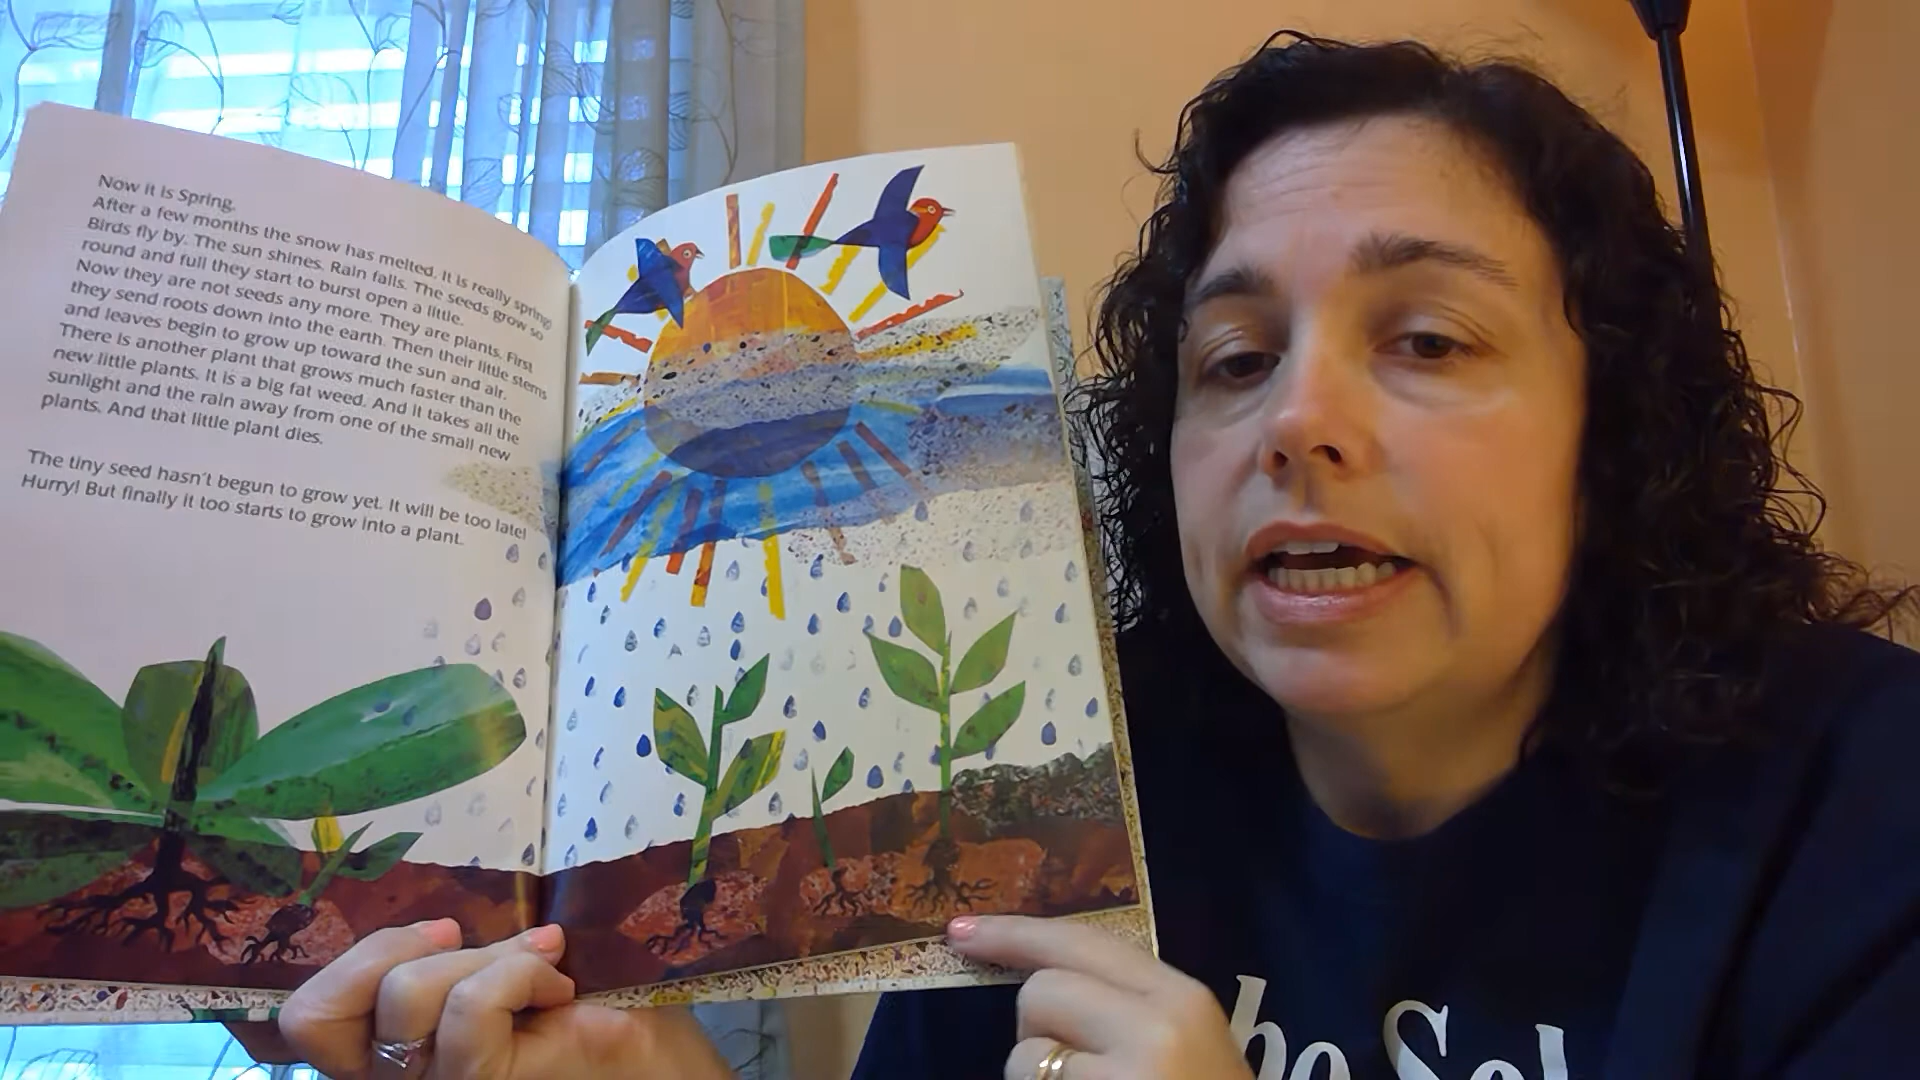 Now it is Spring.
After a few months the snow has melted. It is really spring!
Birds fly by. The sun shines. Rain falls. The seeds grow so
round and full they start to burst open a little.
Now they are not seeds any more. They are plants. First
they send roots down into the earth. Then their little stems
and leaves begin to grow up toward the sun and air.
There is another plant that grows much faster than the
new little plants. It is a big fat weed. And it takes all the
sunlight and the rain away from one of the small new
plants. And that little plant dies.
The tiny seed hasn't begun to grow yet. It will be too late!
Hurry! But finally it too starts to grow into a plant.